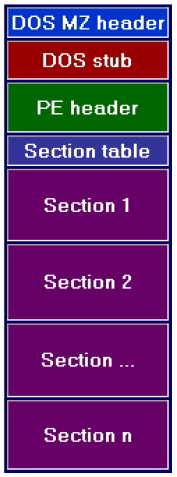 DOS MZ header
DOS stub
PE header
Section table
Section 1
Section 2
Section ...
Section n